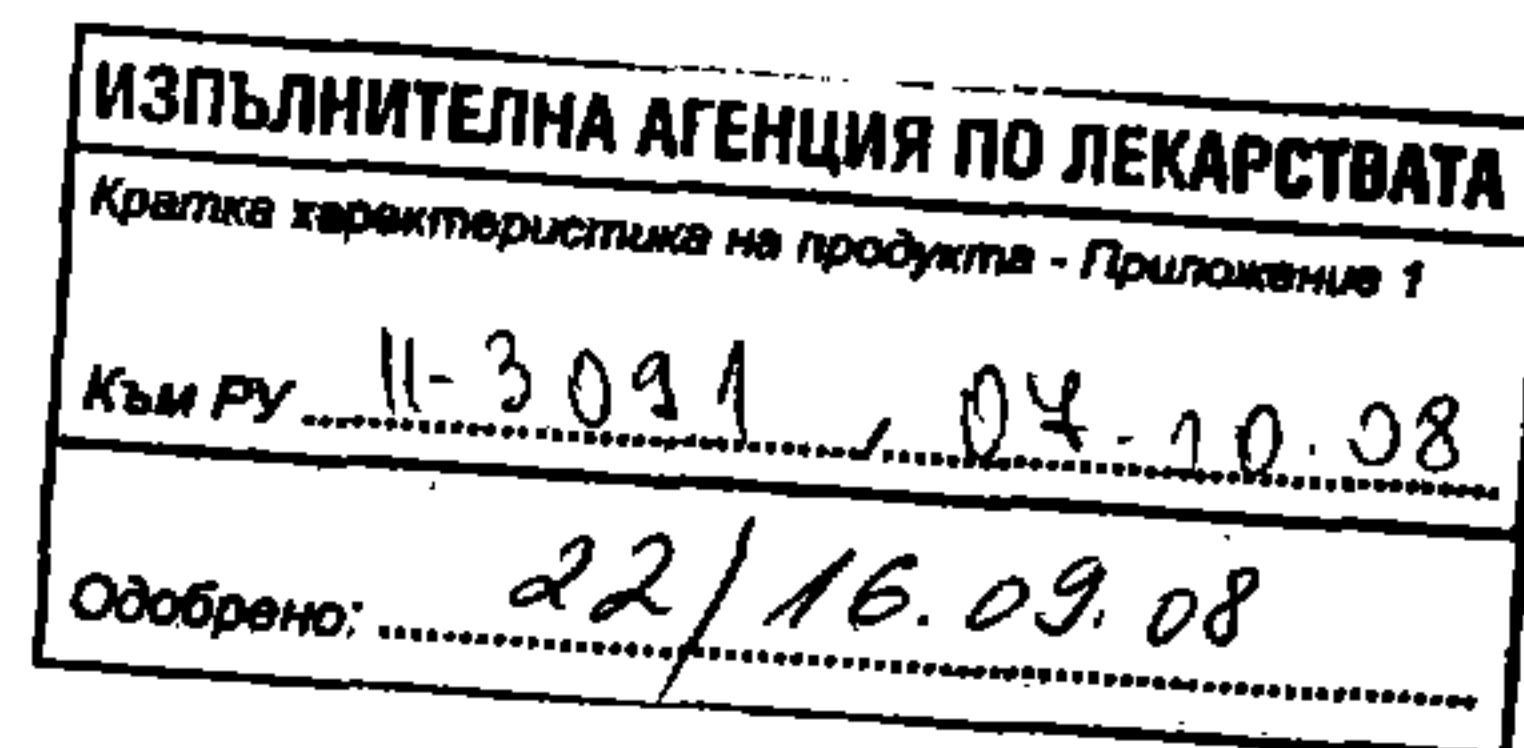 ИЗПЪЛНИТЕЛНА АГЕНЦИЯ ПО ЛЕКАРСТВАТА
Кратка характеристика на продукта - Приложение 1
Към РУ II-3091, 07.10.08
Одобрено: 22/16.09.08